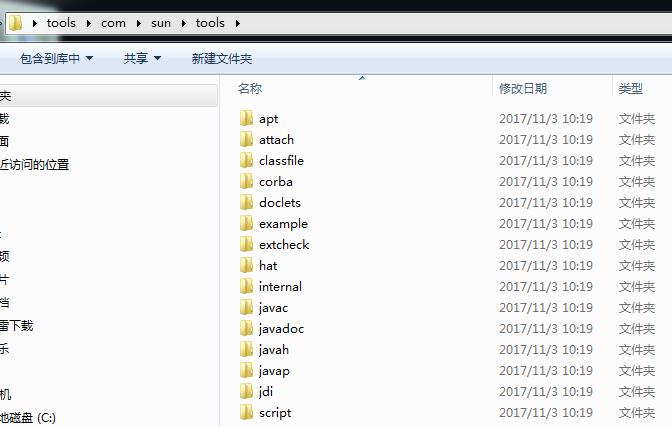 tools com sun tools
包含到库中 共享 新建文件夹
名称 修改日期 类型
夹
载
面
近访问的位置
频
片
档
雷下载
乐
机
地磁盘 (C:)
apt 2017/11/3 10:19 文件夹
attach 2017/11/3 10:19 文件夹
classfile 2017/11/3 10:19 文件夹
corba 2017/11/3 10:19 文件夹
doclets 2017/11/3 10:19 文件夹
example 2017/11/3 10:19 文件夹
extcheck 2017/11/3 10:19 文件夹
hat 2017/11/3 10:19 文件夹
internal 2017/11/3 10:19 文件夹
javac 2017/11/3 10:19 文件夹
javadoc 2017/11/3 10:19 文件夹
javah 2017/11/3 10:19 文件夹
javap 2017/11/3 10:19 文件夹
jdi 2017/11/3 10:19 文件夹
script 2017/11/3 10:19 文件夹